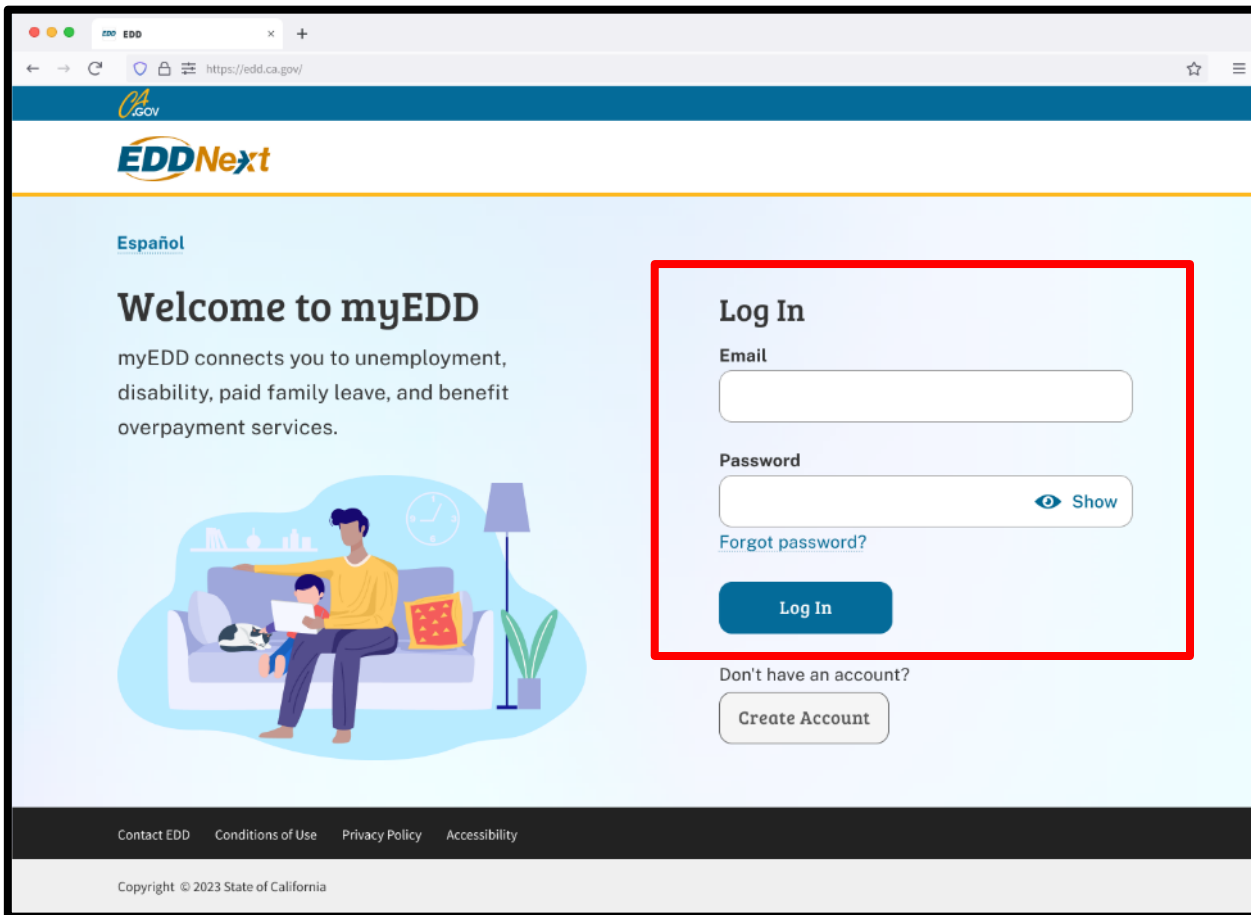 EDD EDD
https://edd.ca.gov/
CA.GOV
EDDNext
Español
Welcome to myEDD
myEDD connects you to unemployment,
disability, paid family leave, and benefit
overpayment services.
Log In
Email
Password
Show
Forgot password?
Log In
Don't have an account?
Create Account
Contact EDD Conditions of Use Privacy Policy Accessibility
Copyright © 2023 State of California